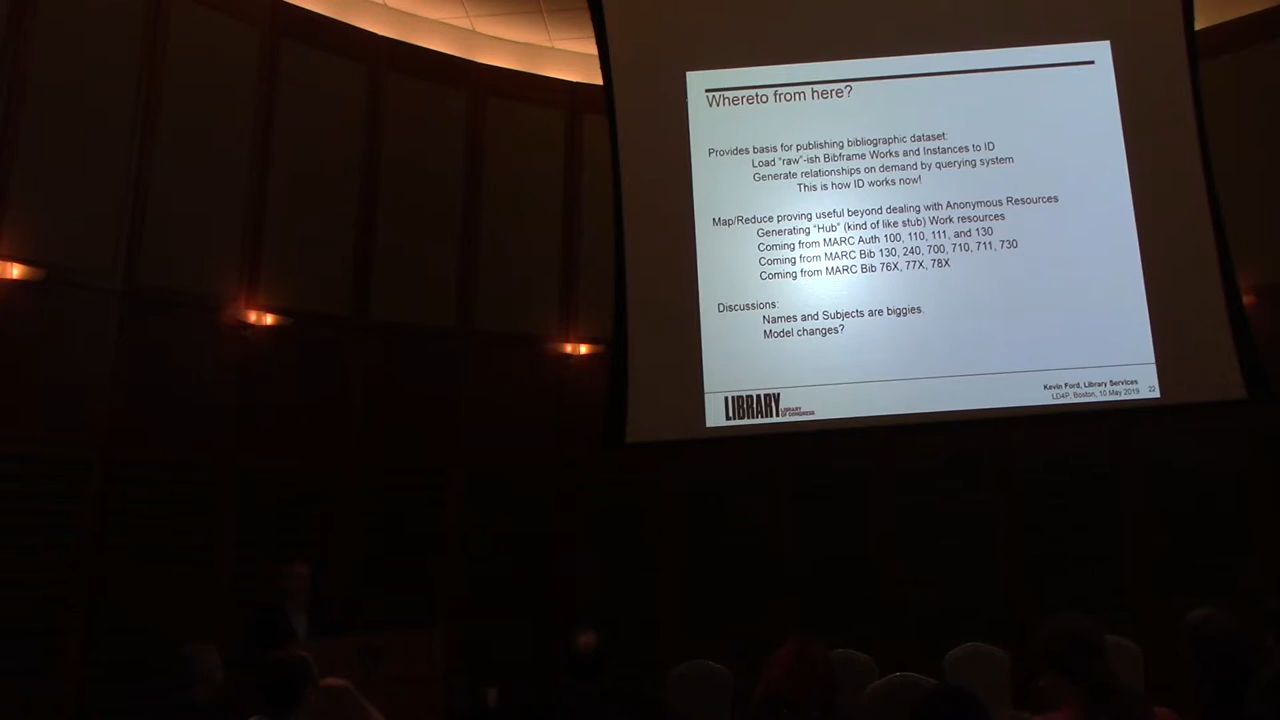 Whereto from here?
Provides basis for publishing bibliographic dataset:
Load "raw"-ish Bibframe Works and Instances to ID
Generate relationships on demand by querying system
This is how ID works now!
Map/Reduce proving useful beyond dealing with Anonymous Resources
Generating "Hub" (kind of like stub) Work resources
Coming from MARC Auth 100, 110, 111, and 130
Coming from MARC Bib 130, 240, 700, 710, 711, 730
Coming from MARC Bib 76X, 77X, 78X
Discussions:
Names and Subjects are biggies.
Model changes?
LIBRARY
LIBRARY
OF CONGRESS
Kevin Ford, Library Services
LD4P, Boston, 10 May 2019
22